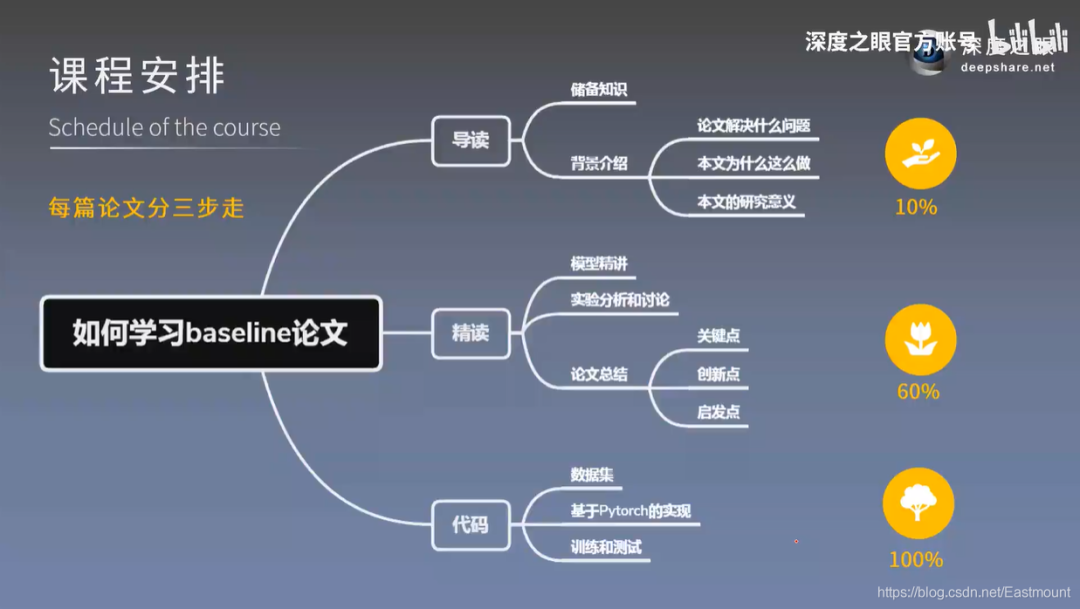 课程安排
Schedule of the course
每篇论文分三步走
如何学习baseline论文
导读
储备知识
背景介绍
论文解决什么问题
本文为什么这么做
本文的研究意义
10%
精读
模型精讲
实验分析和讨论
论文总结
关键点
创新点
启发点
60%
代码
数据集
基于Pytorch的实现
训练和测试
100%
深度之眼官方账号
bilibili
deepshare.net
https://blog.csdn.net/Eastmount